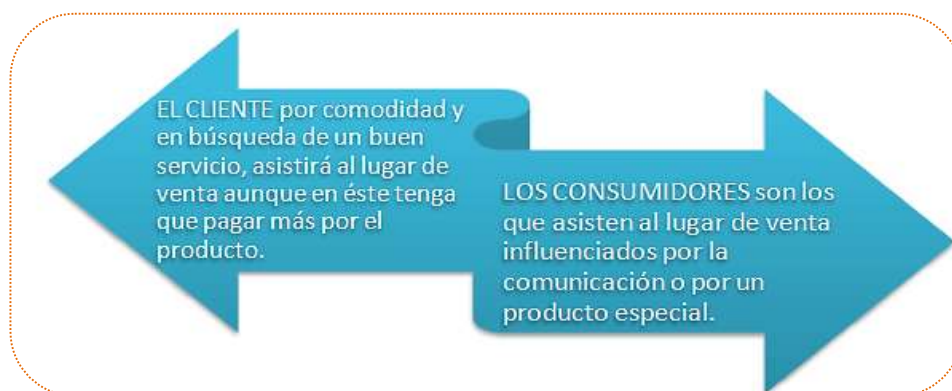 EL CLIENTE por comodidad y
en búsqueda de un buen
servicio, asistirá al lugar de
venta aunque en éste tenga
que pagar más por el
producto.
LOS CONSUMIDORES son los
que asisten al lugar de venta
influenciados por la
comunicación o por un
producto especial.